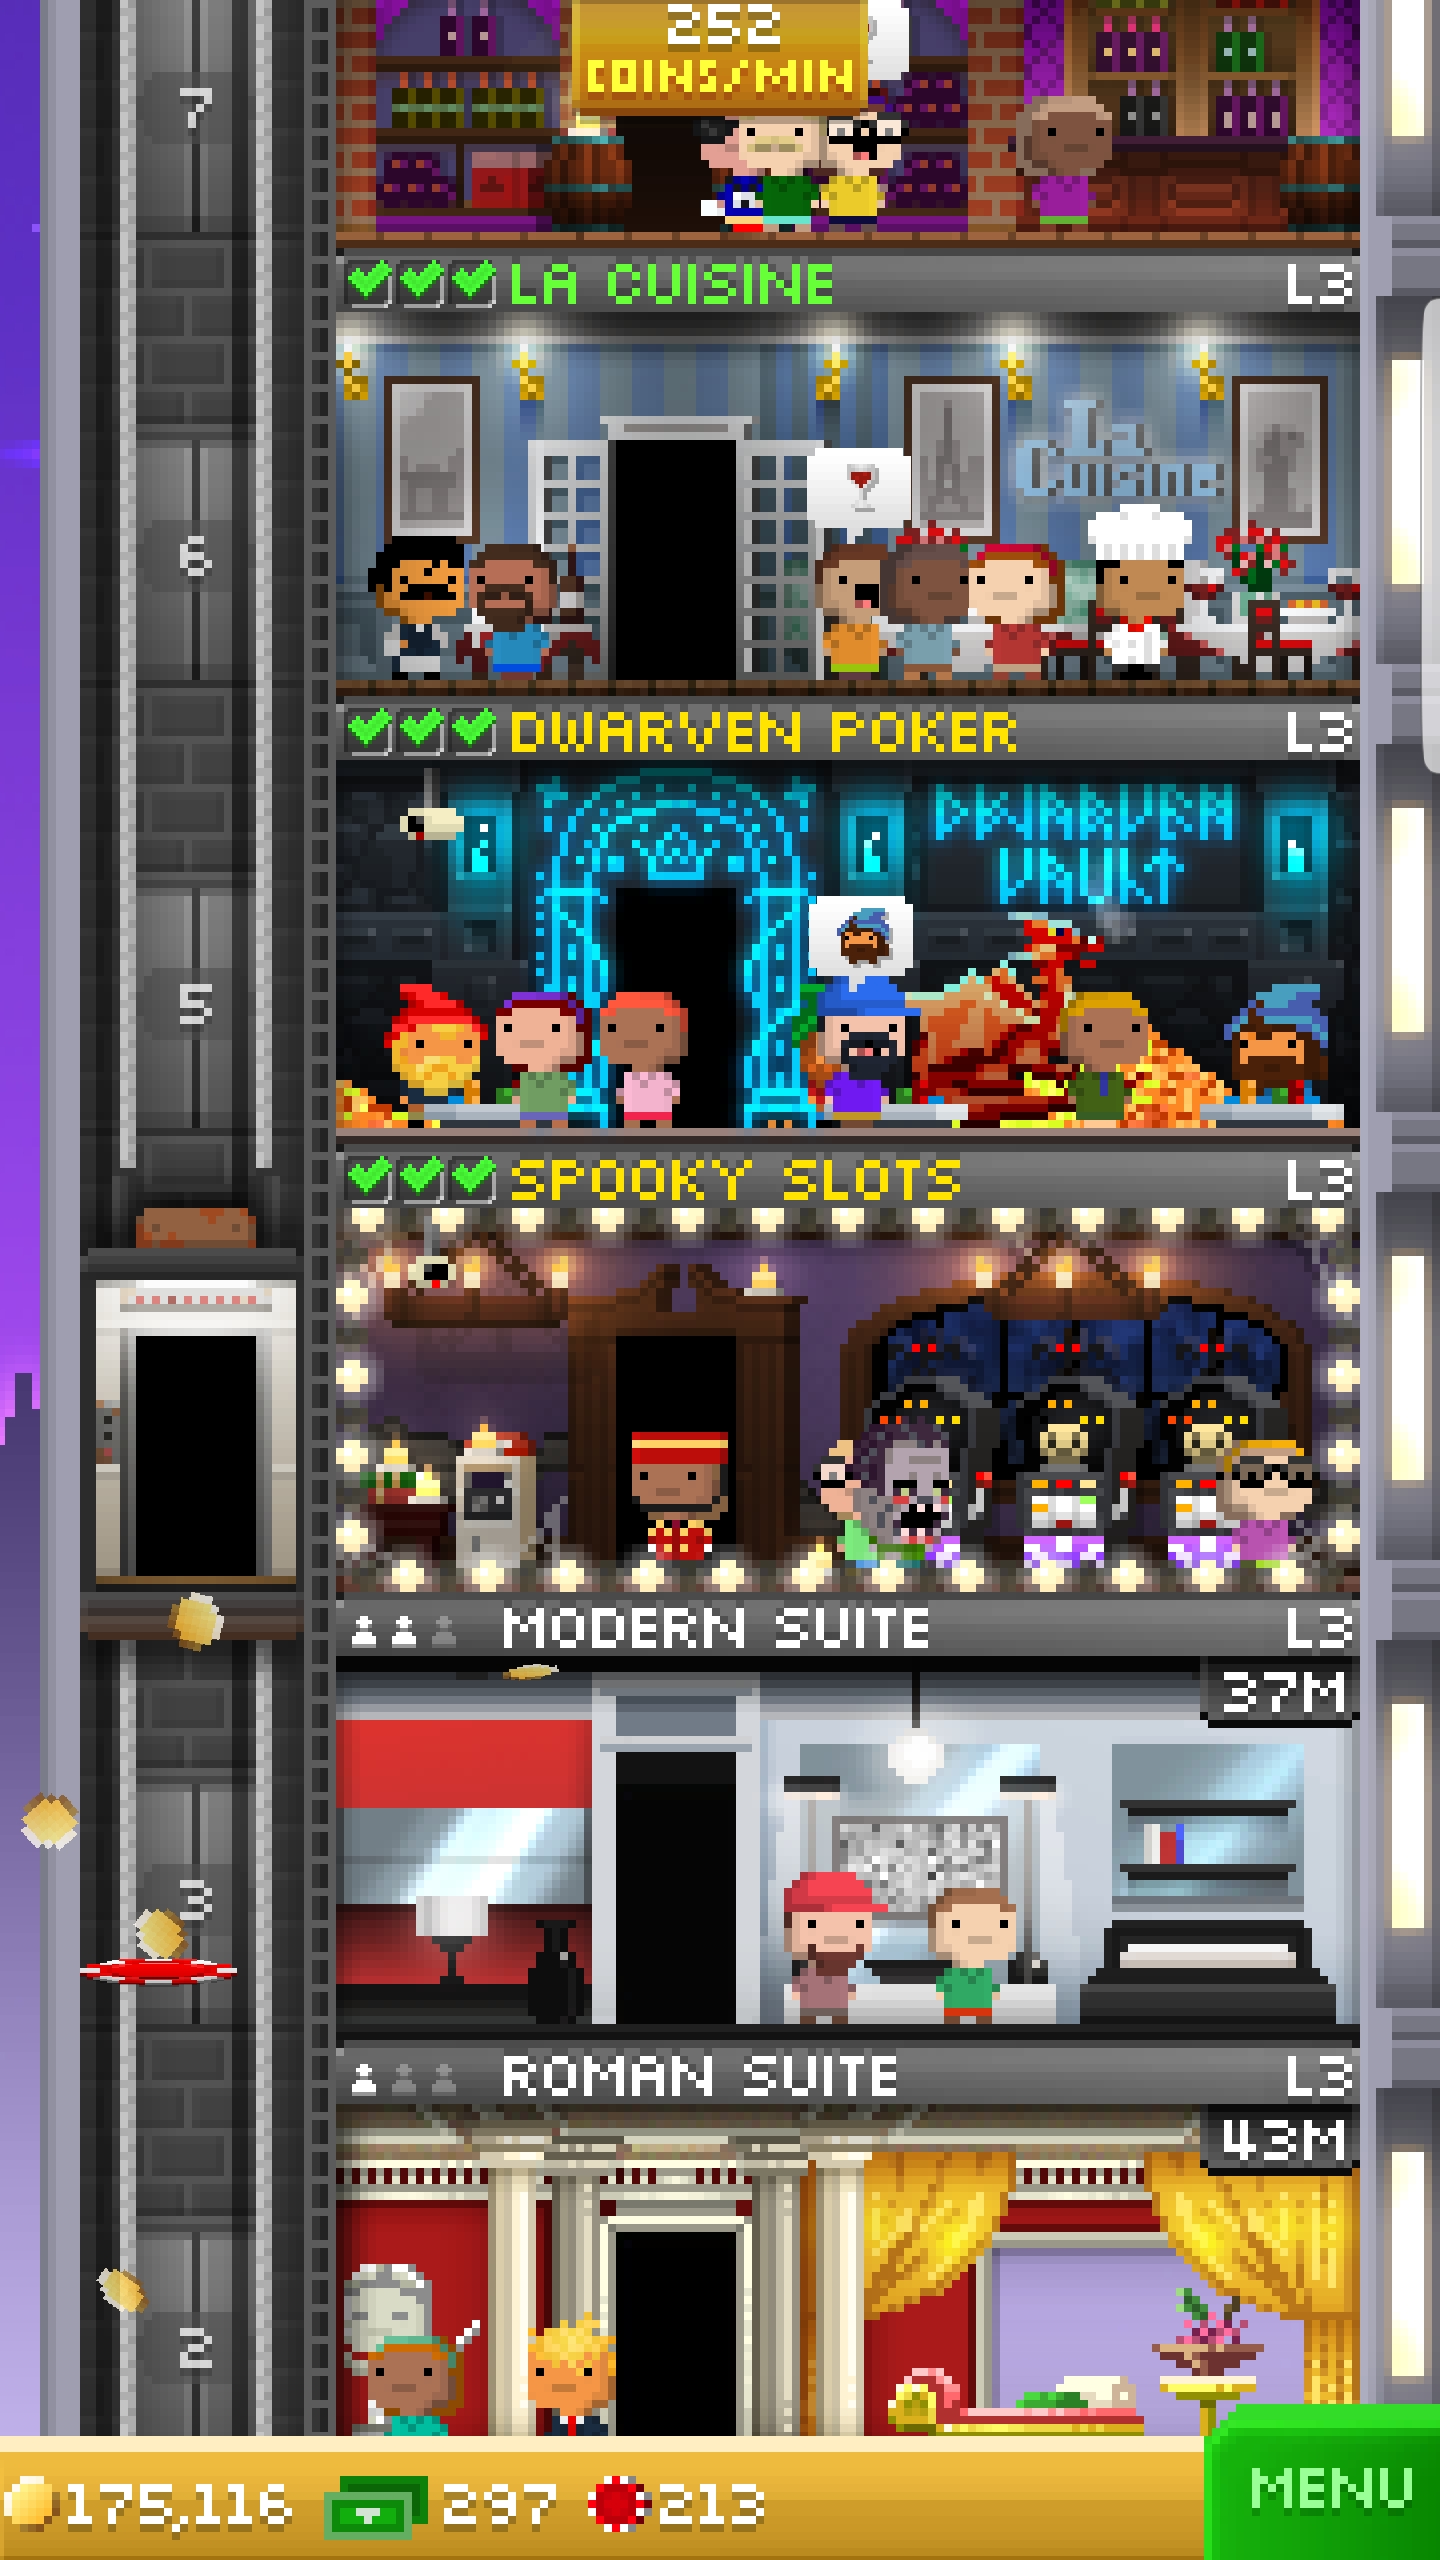 252
COINS/MIN
7
LA CUISINE L3
La
Cuisine
6
DWARVEN POKER L3
DWARVEN
VAULT
5
SPOOKY SLOTS L3
MODERN SUITE L3
37M
3
ROMAN SUITE L3
43M
2
175,116 297 213
MENU